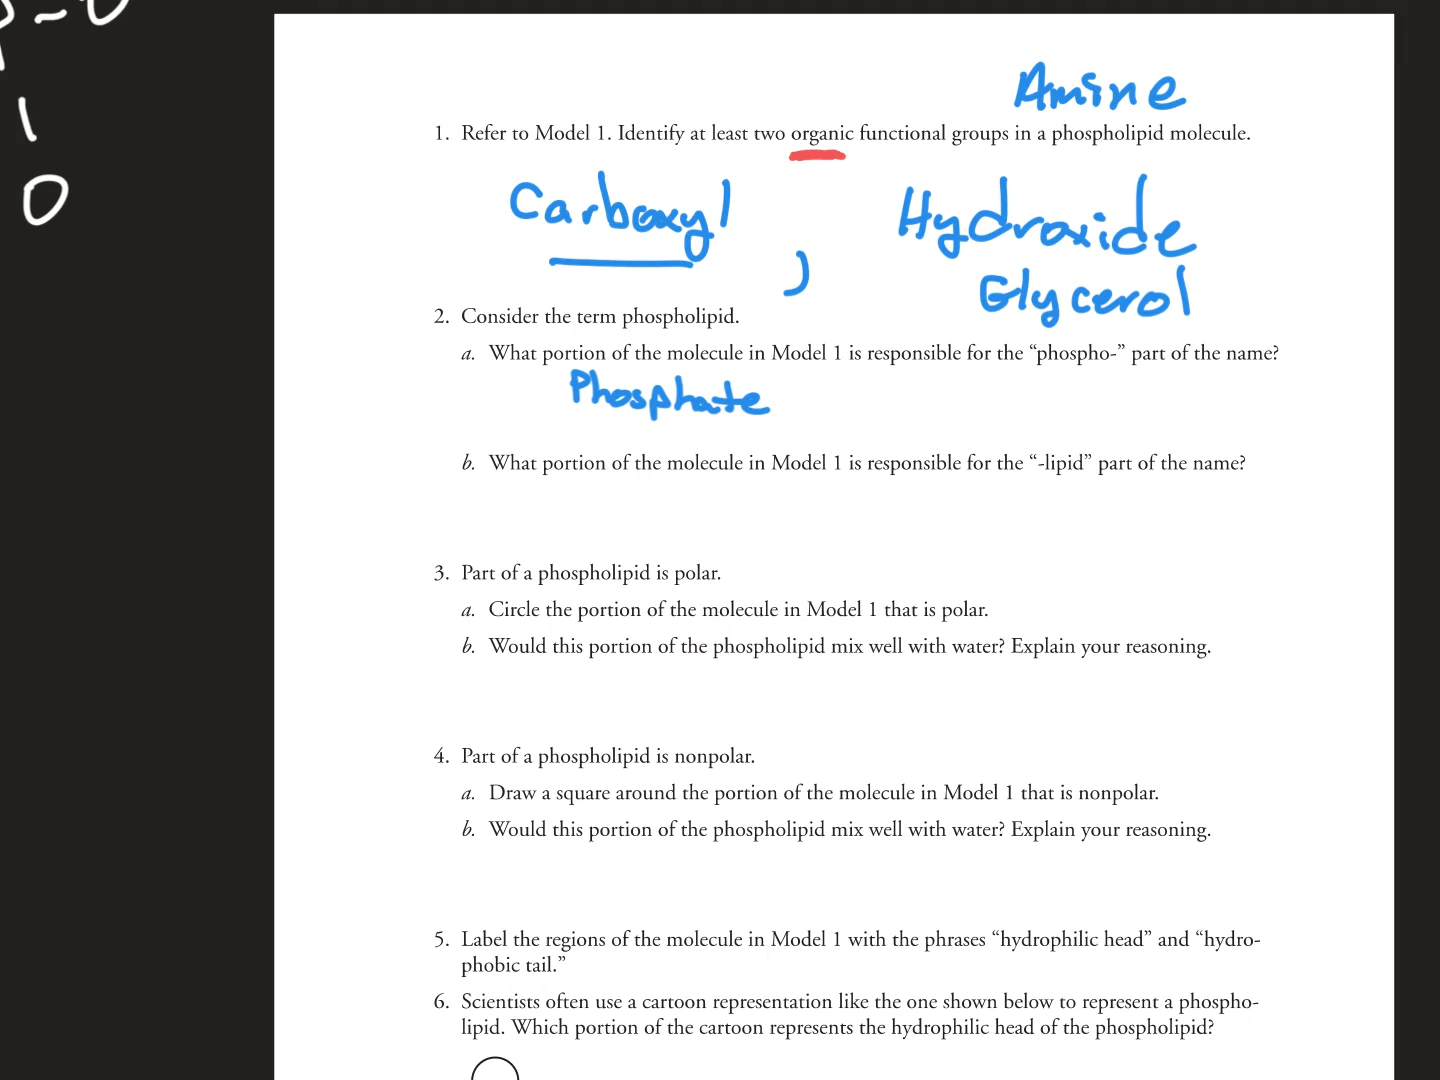 Amine
1. Refer to Model 1. Identify at least two organic functional groups in a phospholipid molecule.
Carboxyl , Hydroxide
Glycerol
2. Consider the term phospholipid.
a. What portion of the molecule in Model 1 is responsible for the “phospho-” part of the name?
Phosphate
b. What portion of the molecule in Model 1 is responsible for the “-lipid” part of the name?
3. Part of a phospholipid is polar.
a. Circle the portion of the molecule in Model 1 that is polar.
b. Would this portion of the phospholipid mix well with water? Explain your reasoning.
4. Part of a phospholipid is nonpolar.
a. Draw a square around the portion of the molecule in Model 1 that is nonpolar.
b. Would this portion of the phospholipid mix well with water? Explain your reasoning.
5. Label the regions of the molecule in Model 1 with the phrases “hydrophilic head” and “hydro-
phobic tail.”
6. Scientists often use a cartoon representation like the one shown below to represent a phospho-
lipid. Which portion of the cartoon represents the hydrophilic head of the phospholipid?